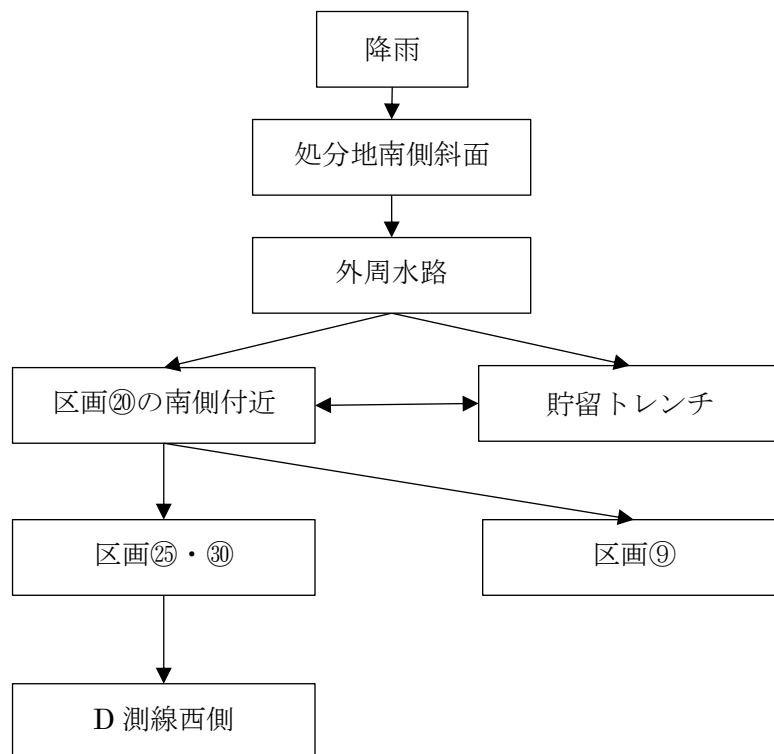 降雨
処分地南側斜面
外周水路
区画⑳の南側付近
貯留トレンチ
区画㉕・㉚
区画⑨
D 測線西側